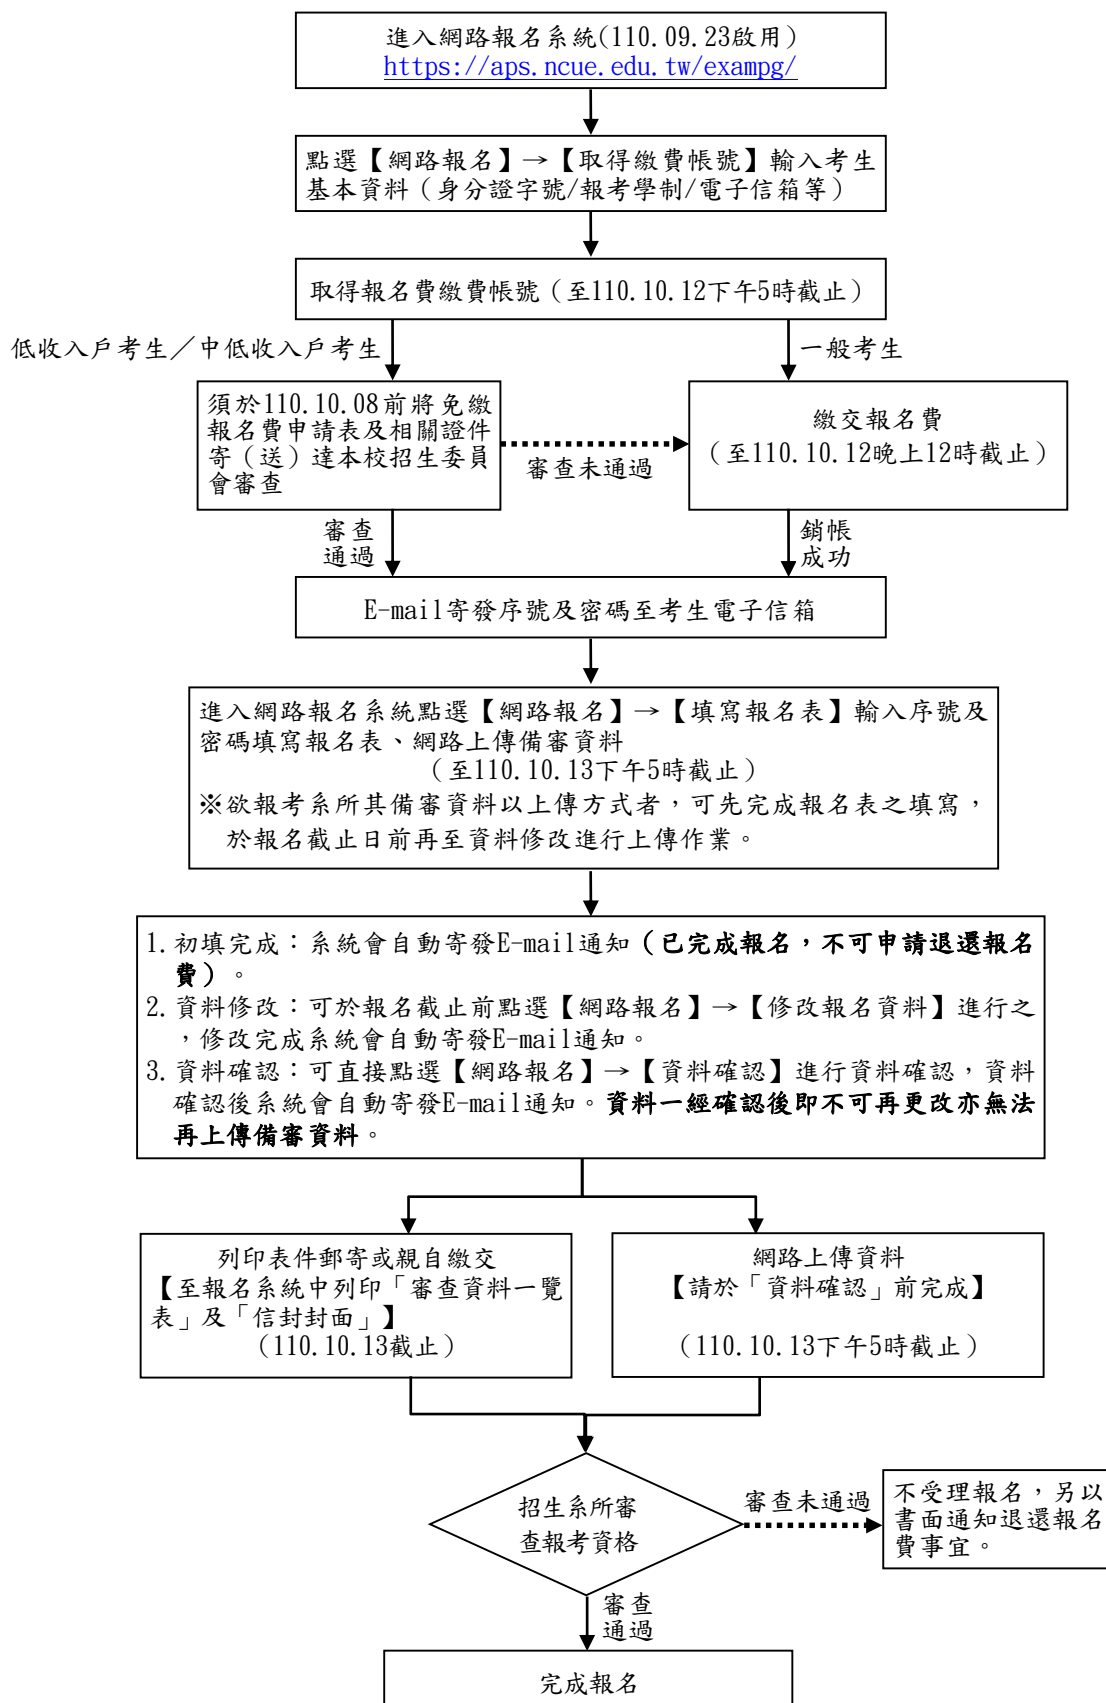 進入網路報名系統(110.09.23啟用)
https://aps.ncue.edu.tw/exampg/
點選【網路報名】→【取得繳費帳號】輸入考生
基本資料（身分證字號/報考學制/電子信箱等）
取得報名費繳費帳號（至110.10.12下午5時截止）
低收入戶考生／中低收入戶考生
一般考生
須於110.10.08前將免繳
報名費申請表及相關證件
寄（送）達本校招生委員
會審查
審查未通過
繳交報名費
（至110.10.12晚上12時截止）
審查
通過
銷帳
成功
E-mail寄發序號及密碼至考生電子信箱
進入網路報名系統點選【網路報名】→【填寫報名表】輸入序號及
密碼填寫報名表、網路上傳備審資料
（至110.10.13下午5時截止）
※欲報考系所其備審資料以上傳方式者，可先完成報名表之填寫，
於報名截止日前再至資料修改進行上傳作業。
1.初填完成：系統會自動寄發E-mail通知（已完成報名，不可申請退還報名
費）。
2.資料修改：可於報名截止前點選【網路報名】→【修改報名資料】進行之
，修改完成系統會自動寄發E-mail通知。
3.資料確認：可直接點選【網路報名】→【資料確認】進行資料確認，資料
確認後系統會自動寄發E-mail通知。資料一經確認後即不可再更改亦無法
再上傳備審資料。
列印表件郵寄或親自繳交
【至報名系統中列印「審查資料一覽
表」及「信封封面」】
（110.10.13截止）
網路上傳資料
【請於「資料確認」前完成】
（110.10.13下午5時截止）
招生系所審
查報考資格
審查未通過
不受理報名，另以
書面通知退還報名
費事宜。
審查
通過
完成報名